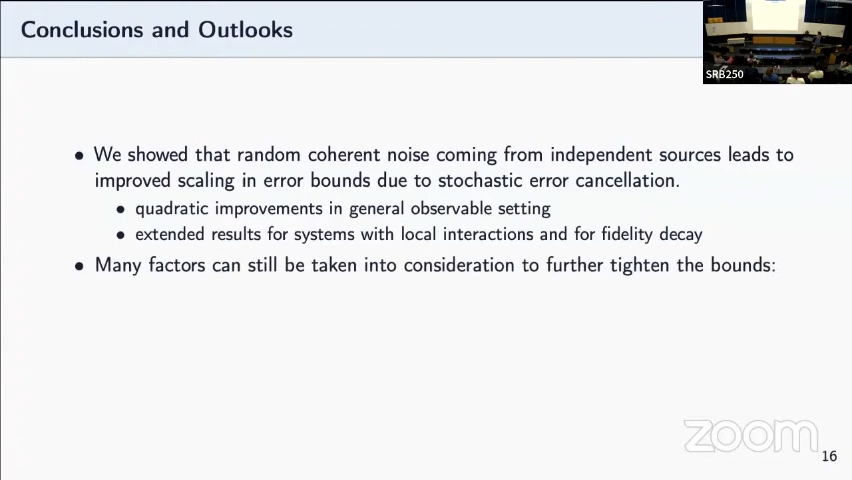 Conclusions and Outlooks
SRB250
• We showed that random coherent noise coming from independent sources leads to
improved scaling in error bounds due to stochastic error cancellation.
• quadratic improvements in general observable setting
• extended results for systems with local interactions and for fidelity decay
• Many factors can still be taken into consideration to further tighten the bounds:
zoom
16